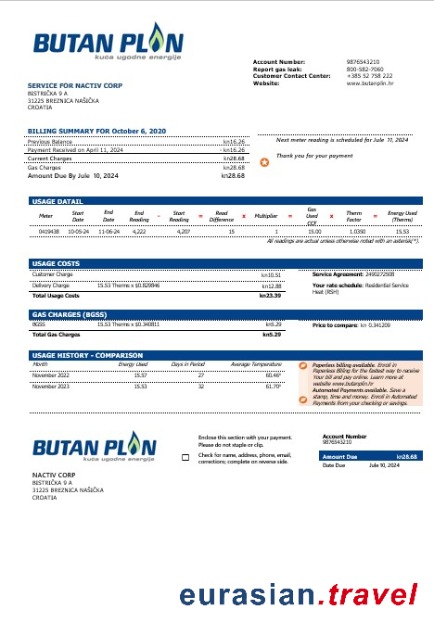 BUTAN PLIN
kuće ugodne energije
Account Number: 9876543210
Report gas leak: 800-582-7060
Customer Contact Center: +385 52 758 222
Website: www.butanplin.hr
SERVICE FOR NACTIV CORP
BISTRIČKA 9 A
31225 BREZNICA NAŠIČKA
CROATIA
BILLING SUMMARY FOR October 6, 2020
Previous Balance kn16.26
Payment Received on April 11, 2024 -kn16.26
Current Charges kn28.68
Gas Charges kn28.68
Amount Due By Jule 10, 2024 kn28.68
Next meter reading is scheduled for Jule 11, 2024
Thank you for your payment
USAGE DATAIL
Meter Start Date End Date End Reading - Start Reading = Read Difference x Multiplier = Gas Used CCF x Therm Factor = Energy Used (Therms)
0419438 10-05-24 11-06-24 4,222 4,207 15 1 15.00 1.0350 15.53
All readings are actual unless otherwise noted with an asterisk(*).
USAGE COSTS
Customer Charge kn10.51
Delivery Charge 15.53 Therms x $0.829846 kn12.88
Total Usage Costs kn23.39
Service Agreement: 2499272508
Your rate schedule: Residential Service
Heat (RSH)
GAS CHARGES (BGSS)
BGSS 15.53 Therms x $0.340811 kn5.29
Total Gas Charges kn5.29
Price to compare: kn 0.341209
USAGE HISTORY - COMPARISON
Month Energy Used Days in Period Average Temperature
November 2022 15.57 27 60.46°
November 2023 15.53 32 61.70°
Paperless billing available. Enroll in
Paperless billing for the fastest way to receive
Your bill and pay online. Learn more at
website www.butanplin.hr
Automated Payments available. Save a
stamp, time and money. Enroll in Automated
Payments from your checking or savings.
BUTAN PLIN
kuće ugodne energije
Enclose this section with your payment.
Please do not staple or clip.
Check for name, address, phone, email,
corrections; complete on reverse side.
Account Number
9876543210
Amount Due kn28.68
Date Due Jule 10, 2024
NACTIV CORP
BISTRIČKA 9 A
31225 BREZNICA NAŠIČKA
CROATIA
eurasian.travel